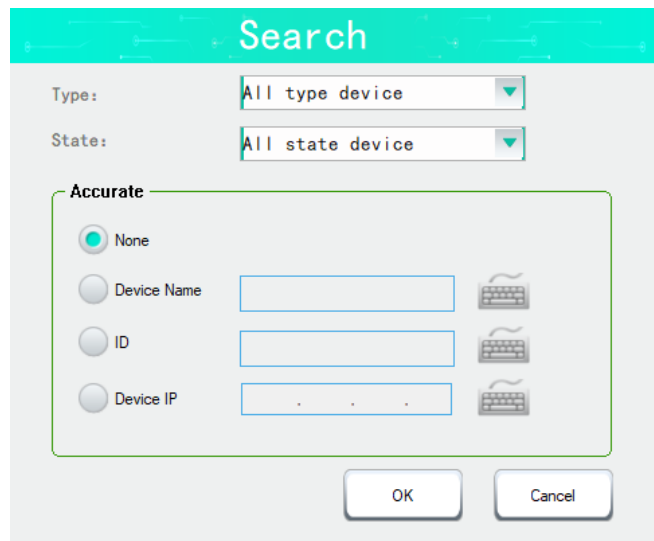 Search
Type: All type device
State: All state device
Accurate
None
Device Name
ID
Device IP . . .
OK Cancel